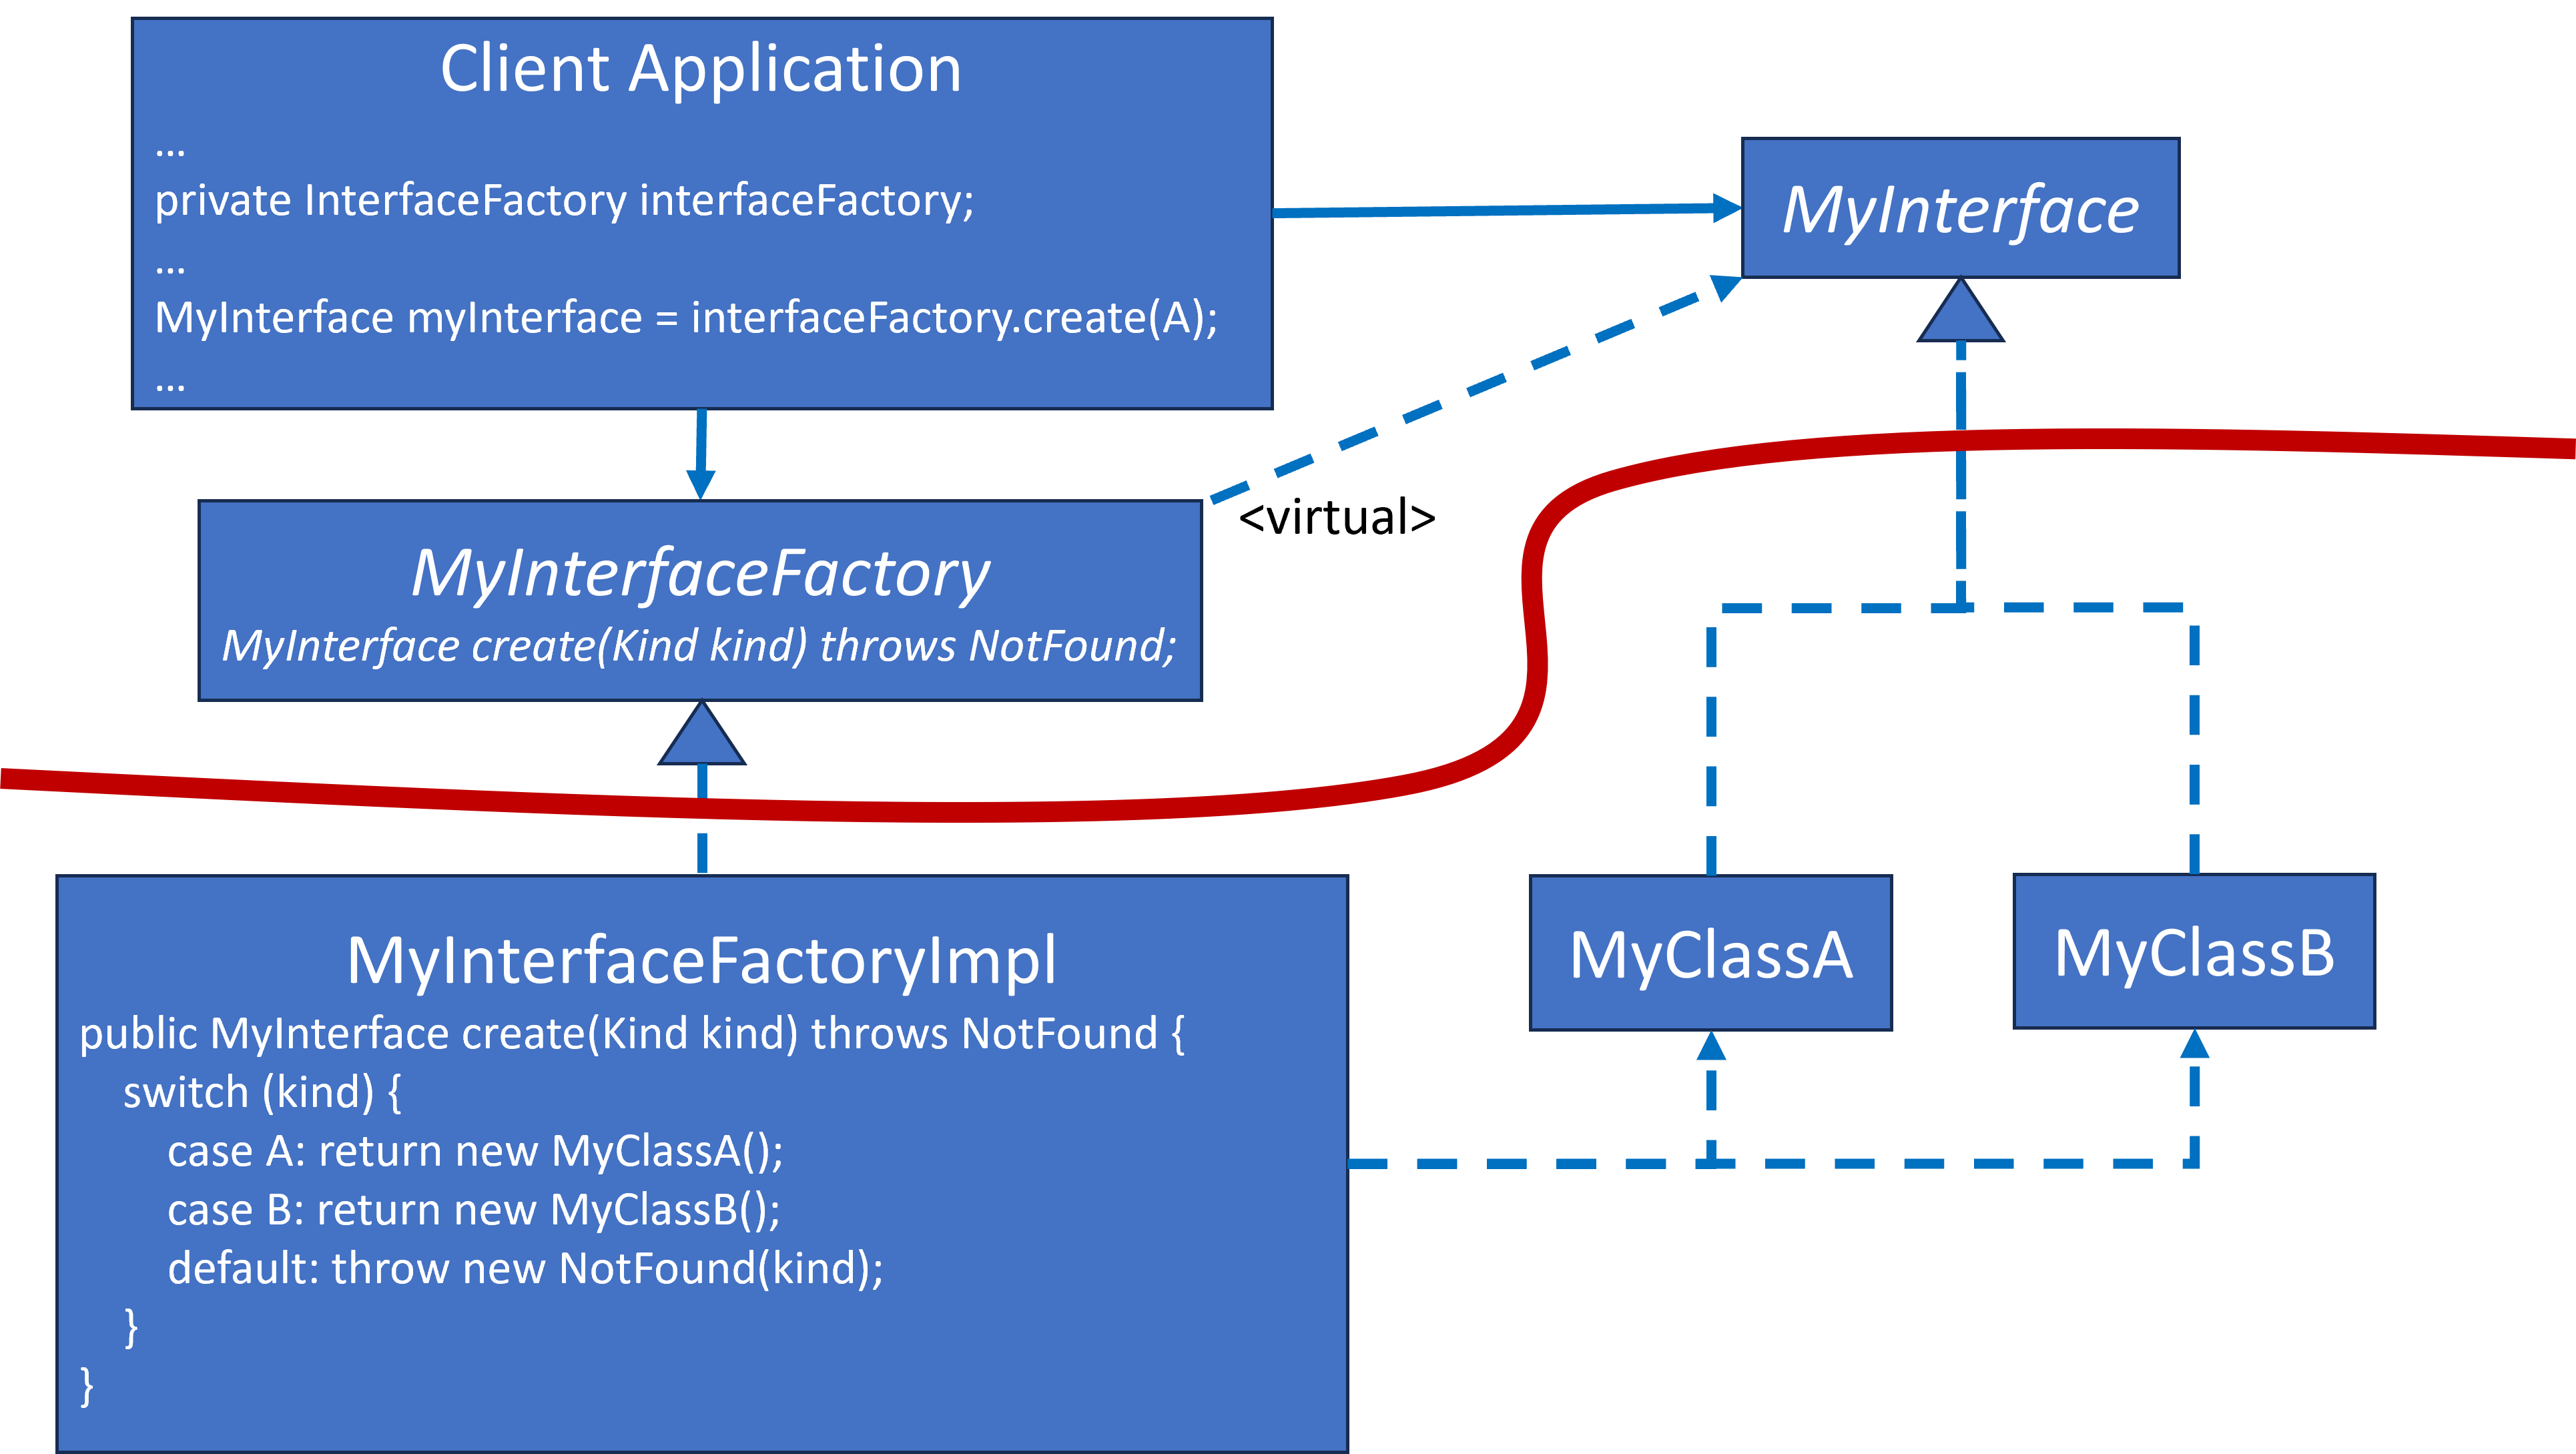 Client Application
...
private InterfaceFactory interfaceFactory;
...
MyInterface myInterface = interfaceFactory.create(A);
...
MyInterface
<virtual>
MyInterfaceFactory
MyInterface create(Kind kind) throws NotFound;
MyInterfaceFactoryImpl
public MyInterface create(Kind kind) throws NotFound {
switch (kind) {
case A: return new MyClassA();
case B: return new MyClassB();
default: throw new NotFound(kind);
}
}
MyClassA
MyClassB